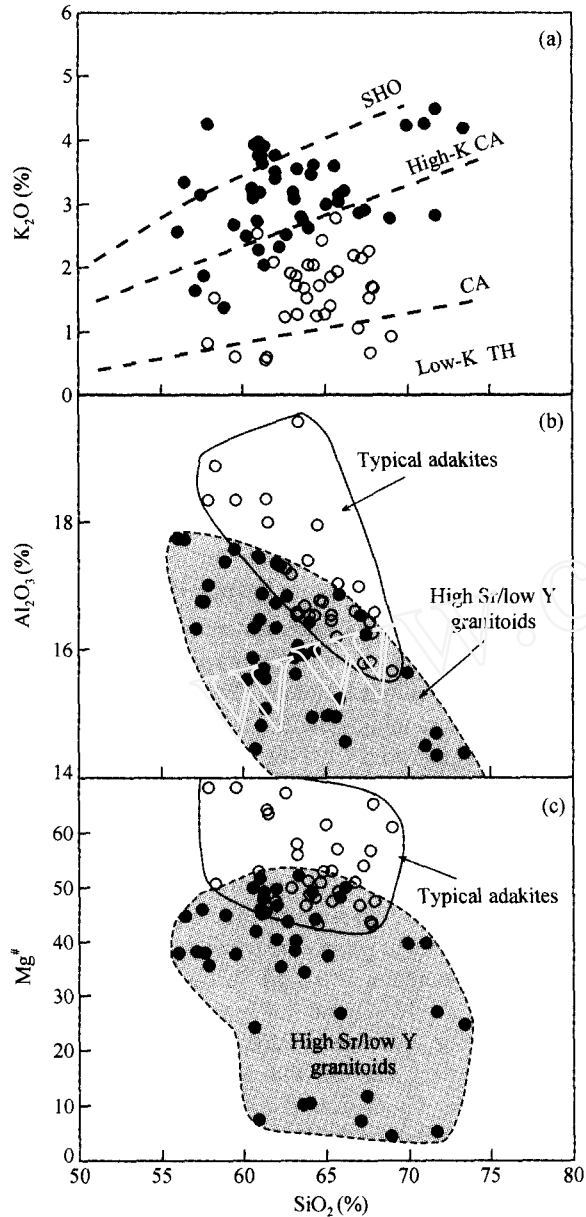 6
(a)
SHO
5
4
High-K CA
K₂O (%)
3
2
CA
1
Low-K TH
0
(b)
Typical adakites
18
Al₂O₃ (%)
High Sr/low Y
granitoids
16
14
(c)
60
Typical adakites
50
40
Mg#
30
20
High Sr/low Y
granitoids
10
0
50 55 60 65 70 75 80
SiO₂ (%)